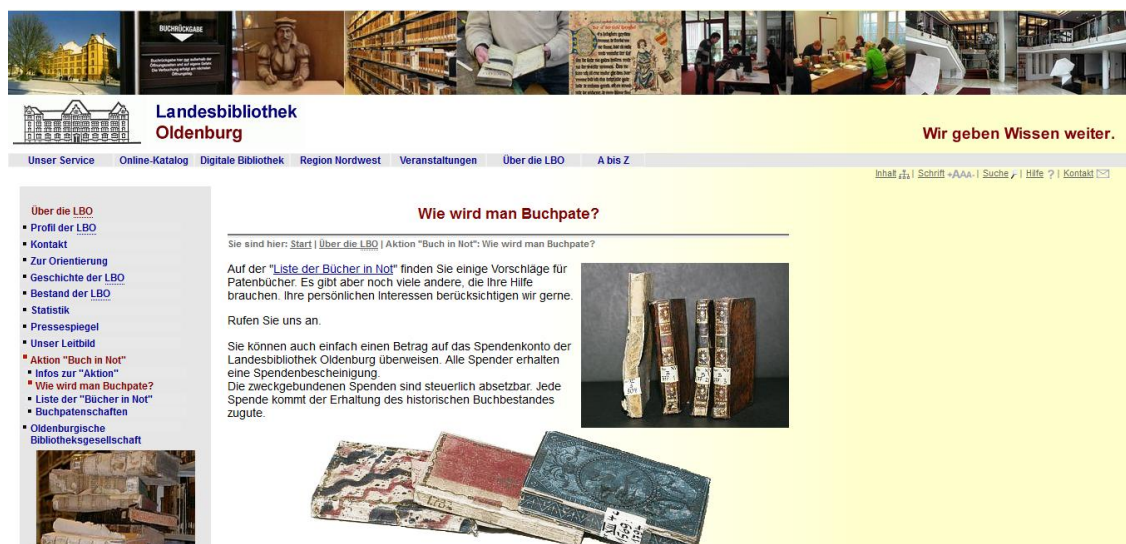 BUCHRÜCKGABE
Landesbibliothek
Oldenburg
Wir geben Wissen weiter.
Unser Service Online-Katalog Digitale Bibliothek Region Nordwest Veranstaltungen Über die LBO A bis Z
Inhalt | Schrift +AAA- | Suche | Hilfe ? | Kontakt
Über die LBO
Profil der LBO
Kontakt
Zur Orientierung
Geschichte der LBO
Bestand der LBO
Statistik
Pressespiegel
Unser Leitbild
Aktion "Buch in Not"
Infos zur "Aktion"
Wie wird man Buchpate?
Liste der "Bücher in Not"
Buchpatenschaften
Oldenburgische
Bibliotheksgesellschaft
Wie wird man Buchpate?
Sie sind hier: Start | Über die LBO | Aktion "Buch in Not": Wie wird man Buchpate?
Auf der "Liste der Bücher in Not" finden Sie einige Vorschläge für
Patenbücher. Es gibt aber noch viele andere, die Ihre Hilfe
brauchen. Ihre persönlichen Interessen berücksichtigen wir gerne.
Rufen Sie uns an.
Sie können auch einfach einen Betrag auf das Spendenkonto der
Landesbibliothek Oldenburg überweisen. Alle Spender erhalten
eine Spendenbescheinigung.
Die zweckgebundenen Spenden sind steuerlich absetzbar. Jede
Spende kommt der Erhaltung des historischen Buchbestandes
zugute.